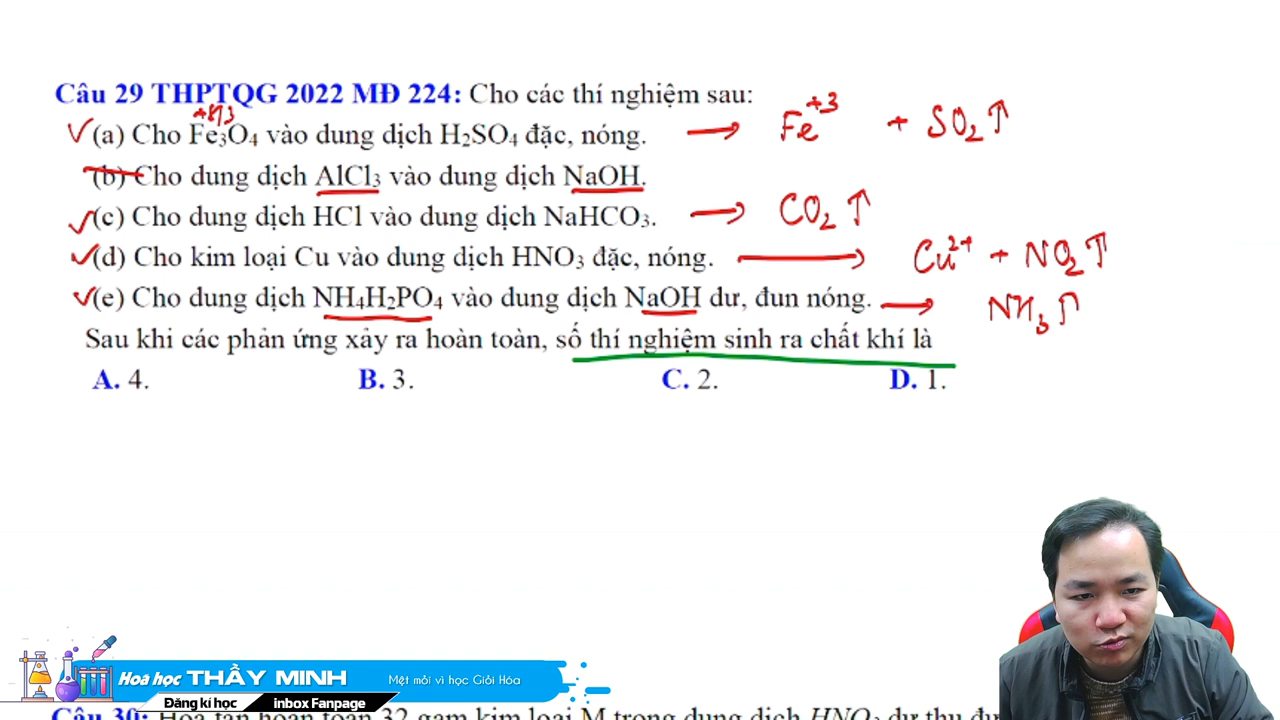 Câu 29 THPTQG 2022 MĐ 224: Cho các thí nghiệm sau:
+8/3
(a) Cho Fe₃O₄ vào dung dịch H₂SO₄ đặc, nóng. → Fe⁺³ + SO₂↑
(b) Cho dung dịch AlCl₃ vào dung dịch NaOH.
(c) Cho dung dịch HCl vào dung dịch NaHCO₃. → CO₂↑
(d) Cho kim loại Cu vào dung dịch HNO₃ đặc, nóng. → Cu²⁺ + NO₂↑
(e) Cho dung dịch NH₄H₂PO₄ vào dung dịch NaOH dư, đun nóng. → NH₃↑
Sau khi các phản ứng xảy ra hoàn toàn, số thí nghiệm sinh ra chất khí là
A. 4. B. 3. C. 2. D. 1.
Hoá học THẦY MINH Mệt mỏi vì học Giỏi Hóa
Đăng kí học inbox Fanpage
Câu 30: Hòa tan hoàn toàn 32 gam kim loại M trong dung dịch HNO₃ dư thu đư